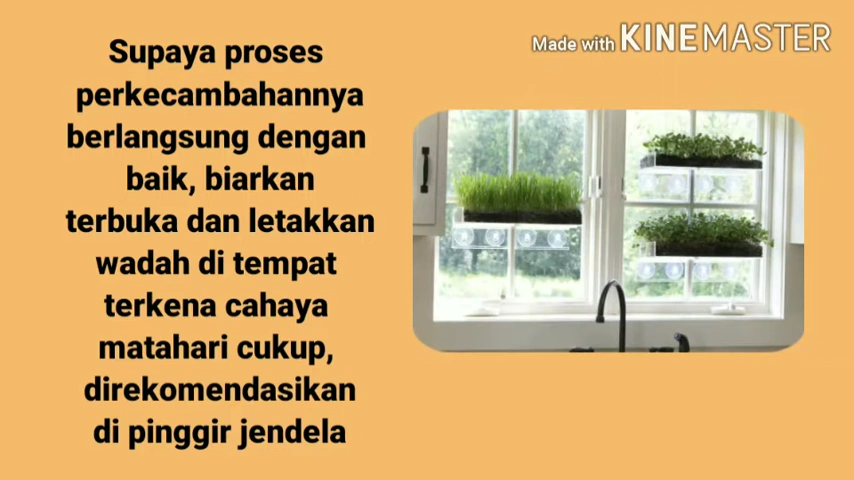 Made with KINEMASTER
Supaya proses
perkecambahannya
berlangsung dengan
baik, biarkan
terbuka dan letakkan
wadah di tempat
terkena cahaya
matahari cukup,
direkomendasikan
di pinggir jendela